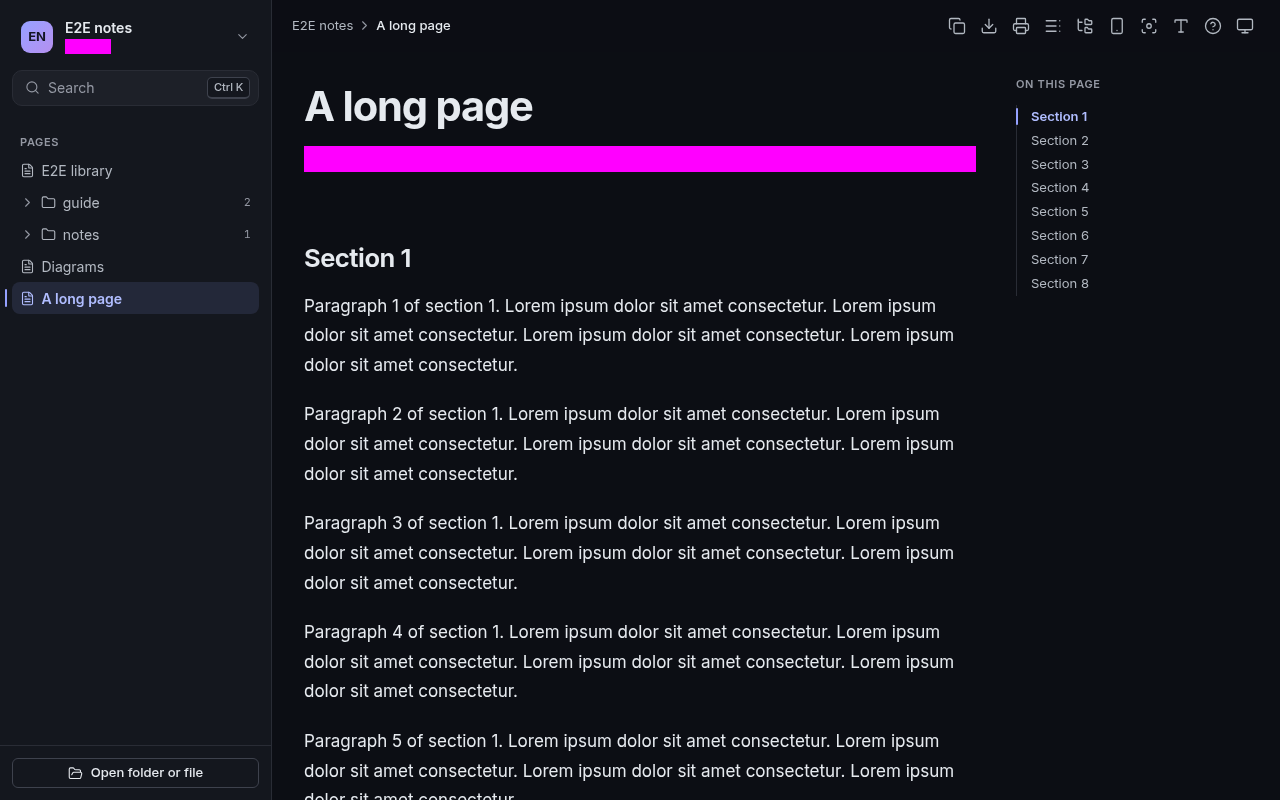 EN
E2E notes
Search
Ctrl K
PAGES
E2E library
guide 2
notes 1
Diagrams
A long page
Open folder or file
E2E notes > A long page
A long page
Section 1
Paragraph 1 of section 1. Lorem ipsum dolor sit amet consectetur. Lorem ipsum
dolor sit amet consectetur. Lorem ipsum dolor sit amet consectetur. Lorem ipsum
dolor sit amet consectetur.
Paragraph 2 of section 1. Lorem ipsum dolor sit amet consectetur. Lorem ipsum
dolor sit amet consectetur. Lorem ipsum dolor sit amet consectetur. Lorem ipsum
dolor sit amet consectetur.
Paragraph 3 of section 1. Lorem ipsum dolor sit amet consectetur. Lorem ipsum
dolor sit amet consectetur. Lorem ipsum dolor sit amet consectetur. Lorem ipsum
dolor sit amet consectetur.
Paragraph 4 of section 1. Lorem ipsum dolor sit amet consectetur. Lorem ipsum
dolor sit amet consectetur. Lorem ipsum dolor sit amet consectetur. Lorem ipsum
dolor sit amet consectetur.
Paragraph 5 of section 1. Lorem ipsum dolor sit amet consectetur. Lorem ipsum
dolor sit amet consectetur. Lorem ipsum dolor sit amet consectetur. Lorem ipsum
dolor sit amet consectetur.
ON THIS PAGE
Section 1
Section 2
Section 3
Section 4
Section 5
Section 6
Section 7
Section 8